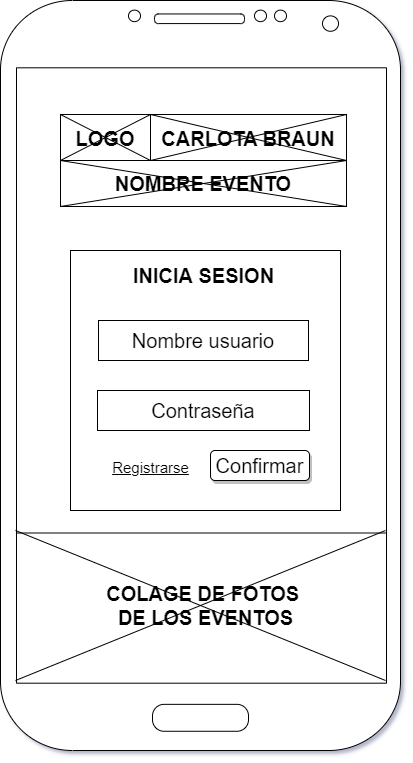 LOGO
CARLOTA BRAUN
NOMBRE EVENTO
INICIA SESION
Nombre usuario
Contraseña
Registrarse
Confirmar
COLAGE DE FOTOS
DE LOS EVENTOS